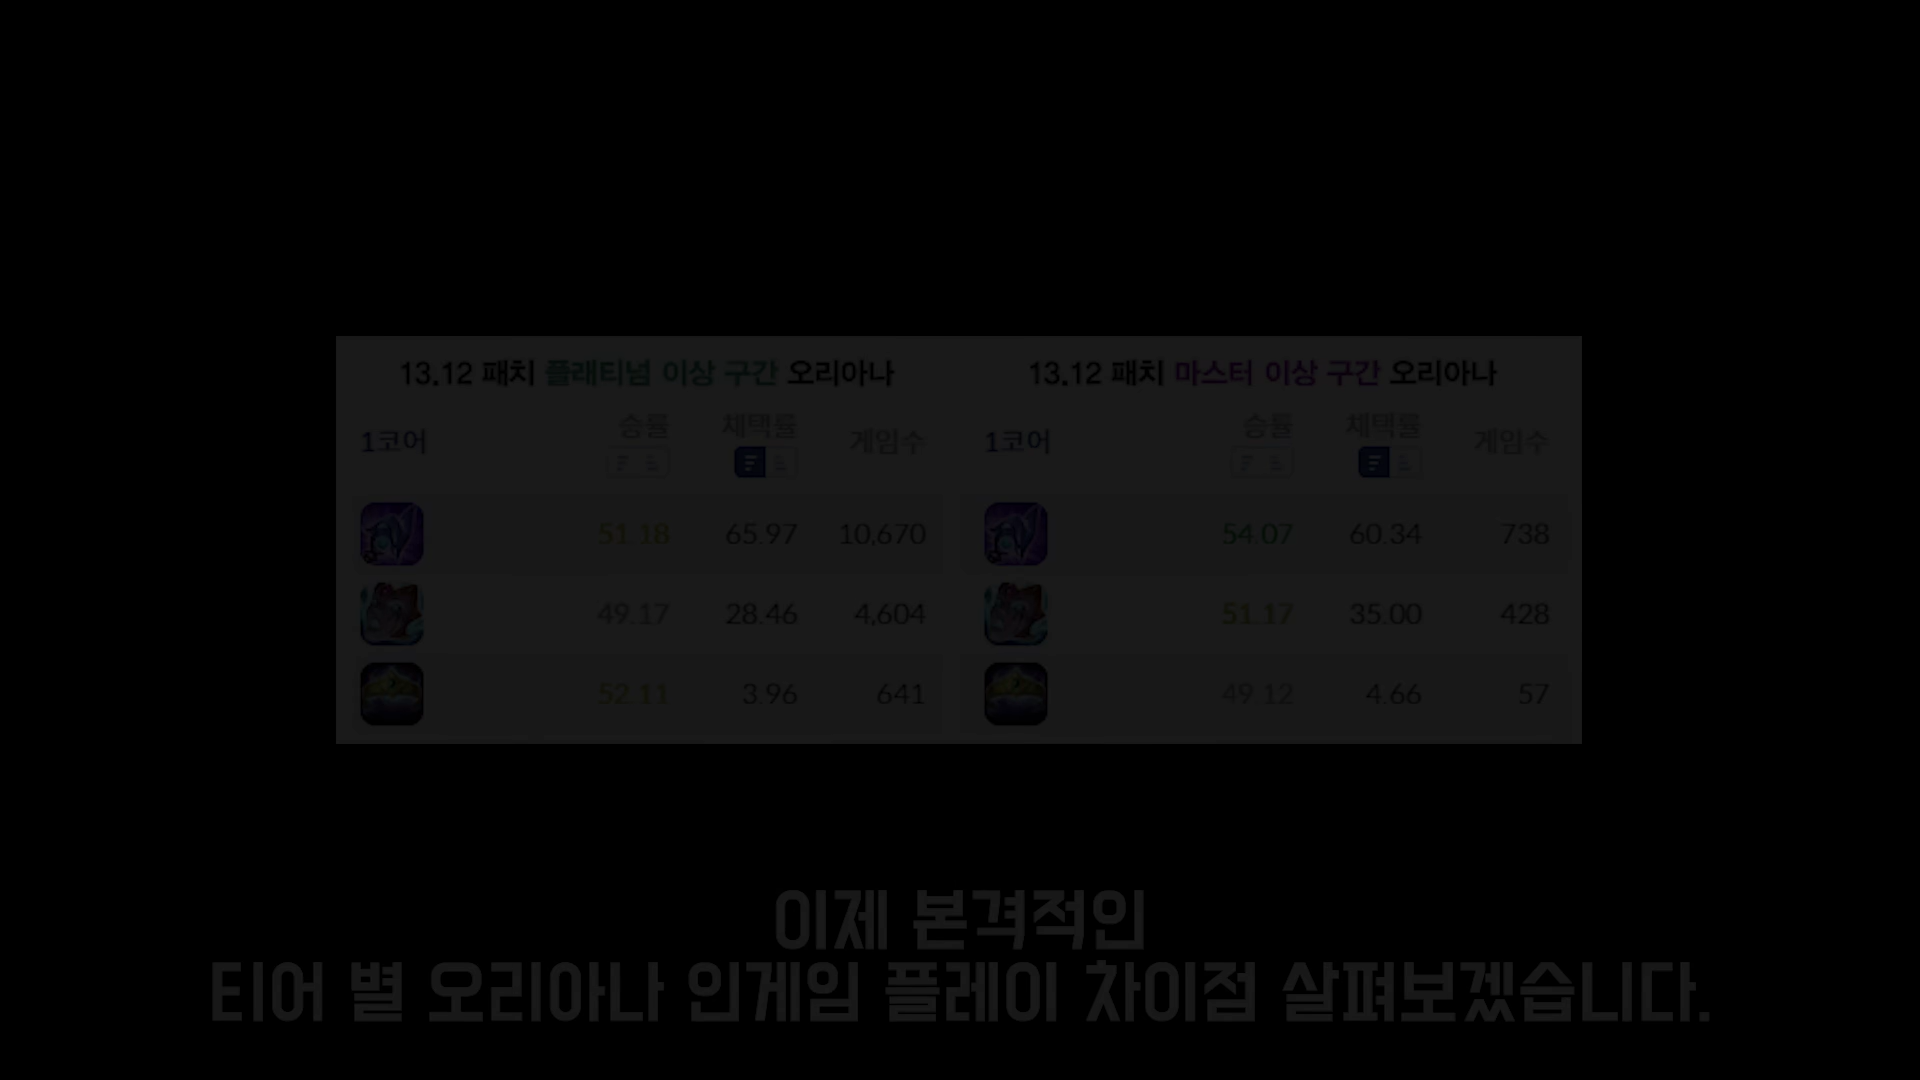 13.12 패치 플래티넘 이상 구간 오리아나
1코어 승률 채택률 게임수
51.18 65.97 10,670
49.17 28.46 4,604
52.11 3.96 641
13.12 패치 마스터 이상 구간 오리아나
1코어 승률 채택률 게임수
54.07 60.34 738
51.17 35.00 428
49.12 4.66 57
이제 본격적인
티어 별 오리아나 인게임 플레이 차이점 살펴보겠습니다.